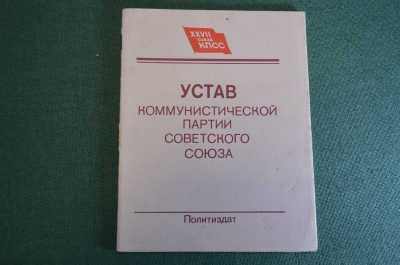 XXVII
СЪЕЗД
КПСС
УСТАВ
КОММУНИСТИЧЕСКОЙ
ПАРТИИ
СОВЕТСКОГО
СОЮЗА
Политиздат